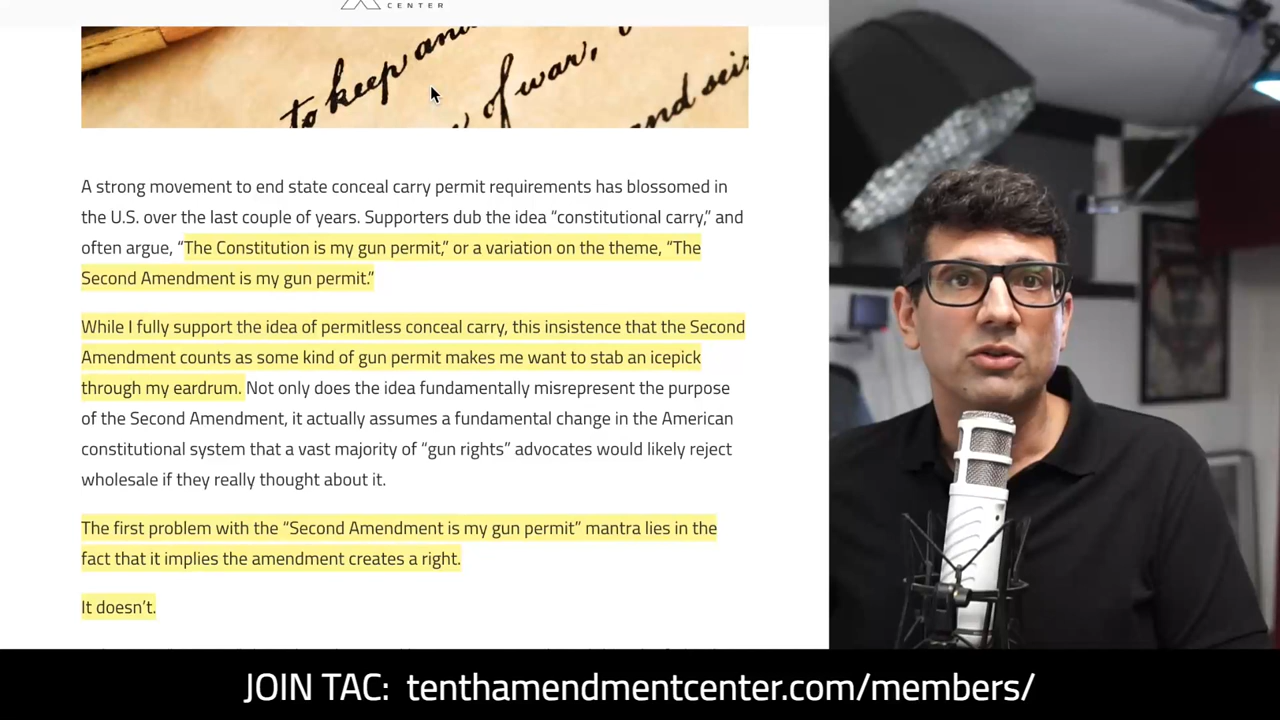 CENTER
to keep and
of war,
and seiz
A strong movement to end state conceal carry permit requirements has blossomed in
the U.S. over the last couple of years. Supporters dub the idea “constitutional carry,” and
often argue, “The Constitution is my gun permit,” or a variation on the theme, “The
Second Amendment is my gun permit.”
While I fully support the idea of permitless conceal carry, this insistence that the Second
Amendment counts as some kind of gun permit makes me want to stab an icepick
through my eardrum. Not only does the idea fundamentally misrepresent the purpose
of the Second Amendment, it actually assumes a fundamental change in the American
constitutional system that a vast majority of “gun rights” advocates would likely reject
wholesale if they really thought about it.
The first problem with the “Second Amendment is my gun permit” mantra lies in the
fact that it implies the amendment creates a right.
It doesn’t.
JOIN TAC: tenthamendmentcenter.com/members/